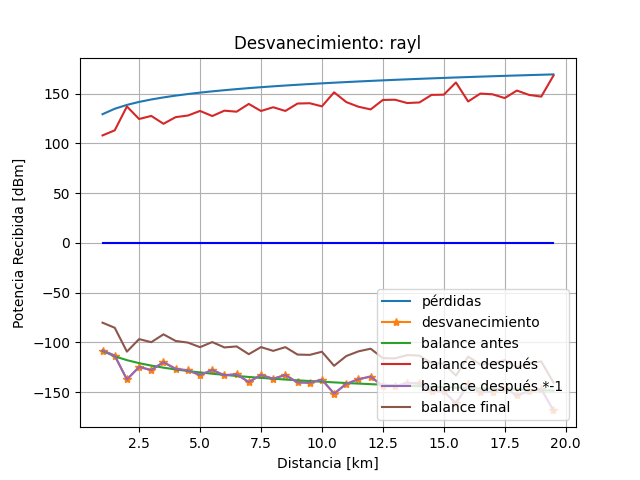 Desvanecimiento: rayl
Potencia Recibida [dBm]
150
100
50
0
−50
−100
−150
pérdidas
desvanecimiento
balance antes
balance después
balance después *-1
balance final
2.5 5.0 7.5 10.0 12.5 15.0 17.5 20.0
Distancia [km]